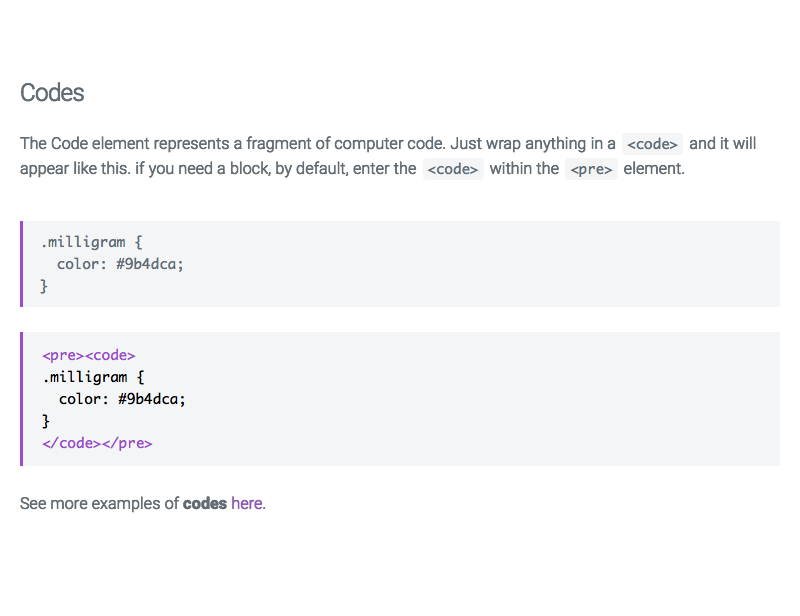 Codes
The Code element represents a fragment of computer code. Just wrap anything in a <code> and it will
appear like this. if you need a block, by default, enter the <code> within the <pre> element.
.milligram {
  color: #9b4dca;
}
<pre><code>
.milligram {
  color: #9b4dca;
}
</code></pre>
See more examples of codes here.